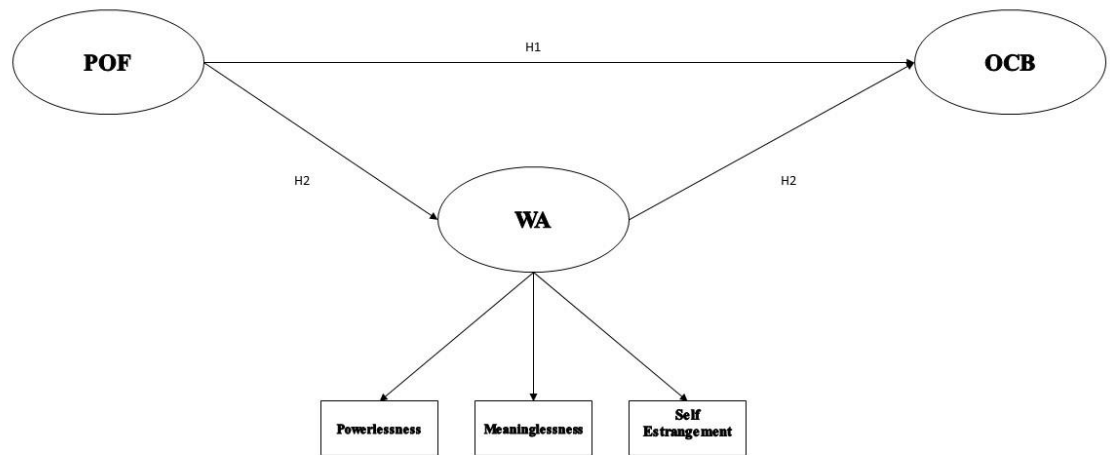 H1
POF
OCB
H2
H2
WA
Powerlessness
Meaninglessness
Self
Estrangement